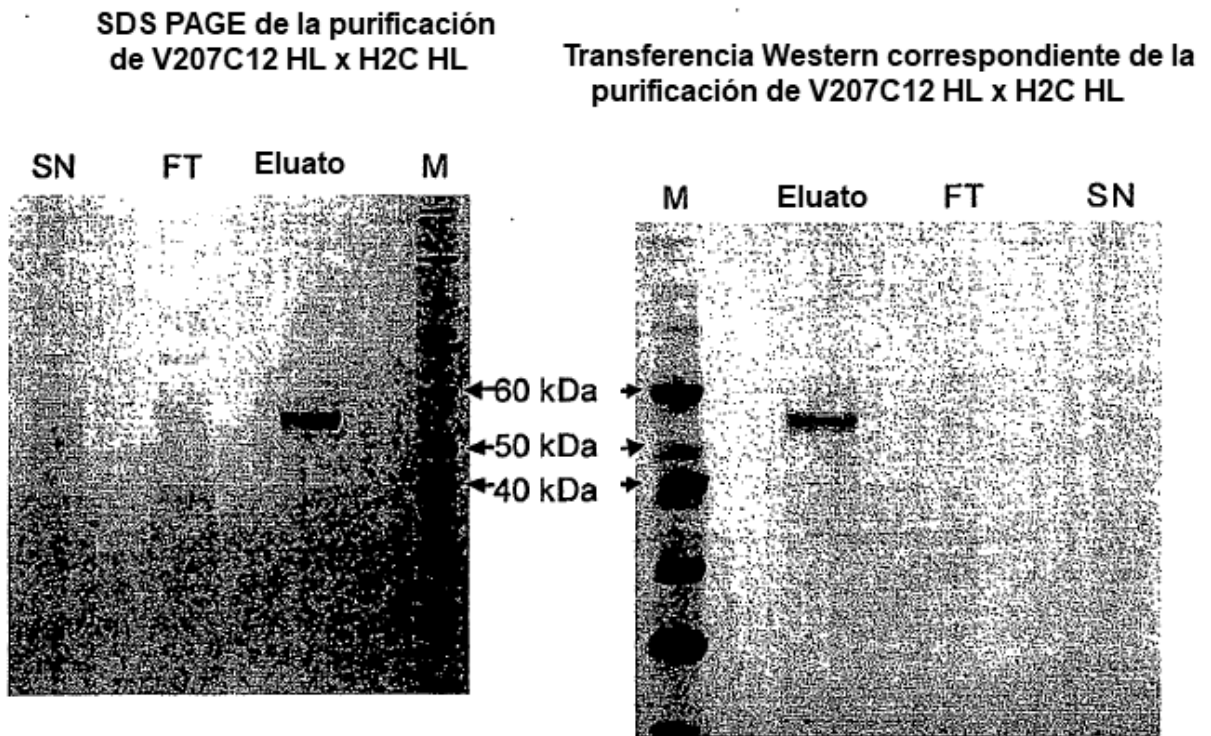 SDS PAGE de la purificación
de V207C12 HL x H2C HL
Transferencia Western correspondiente de la
purificación de V207C12 HL x H2C HL
SN FT Eluato M
M Eluato FT SN
60 kDa
50 kDa
40 kDa